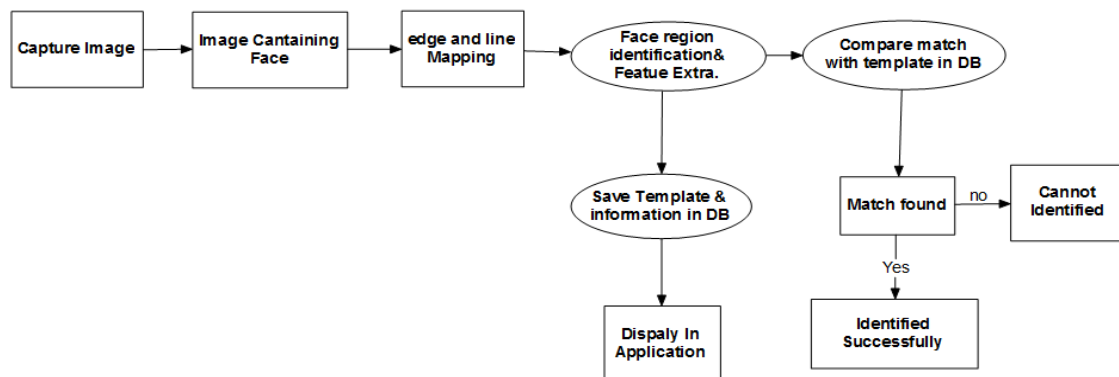 Capture Image
Image Cantaining
Face
edge and line
Mapping
Face region
identification&
Featue Extra.
Compare match
with template in DB
Save Template &
information in DB
Match found
no
Cannot
Identified
Yes
Dispaly In
Application
Identified
Successfully